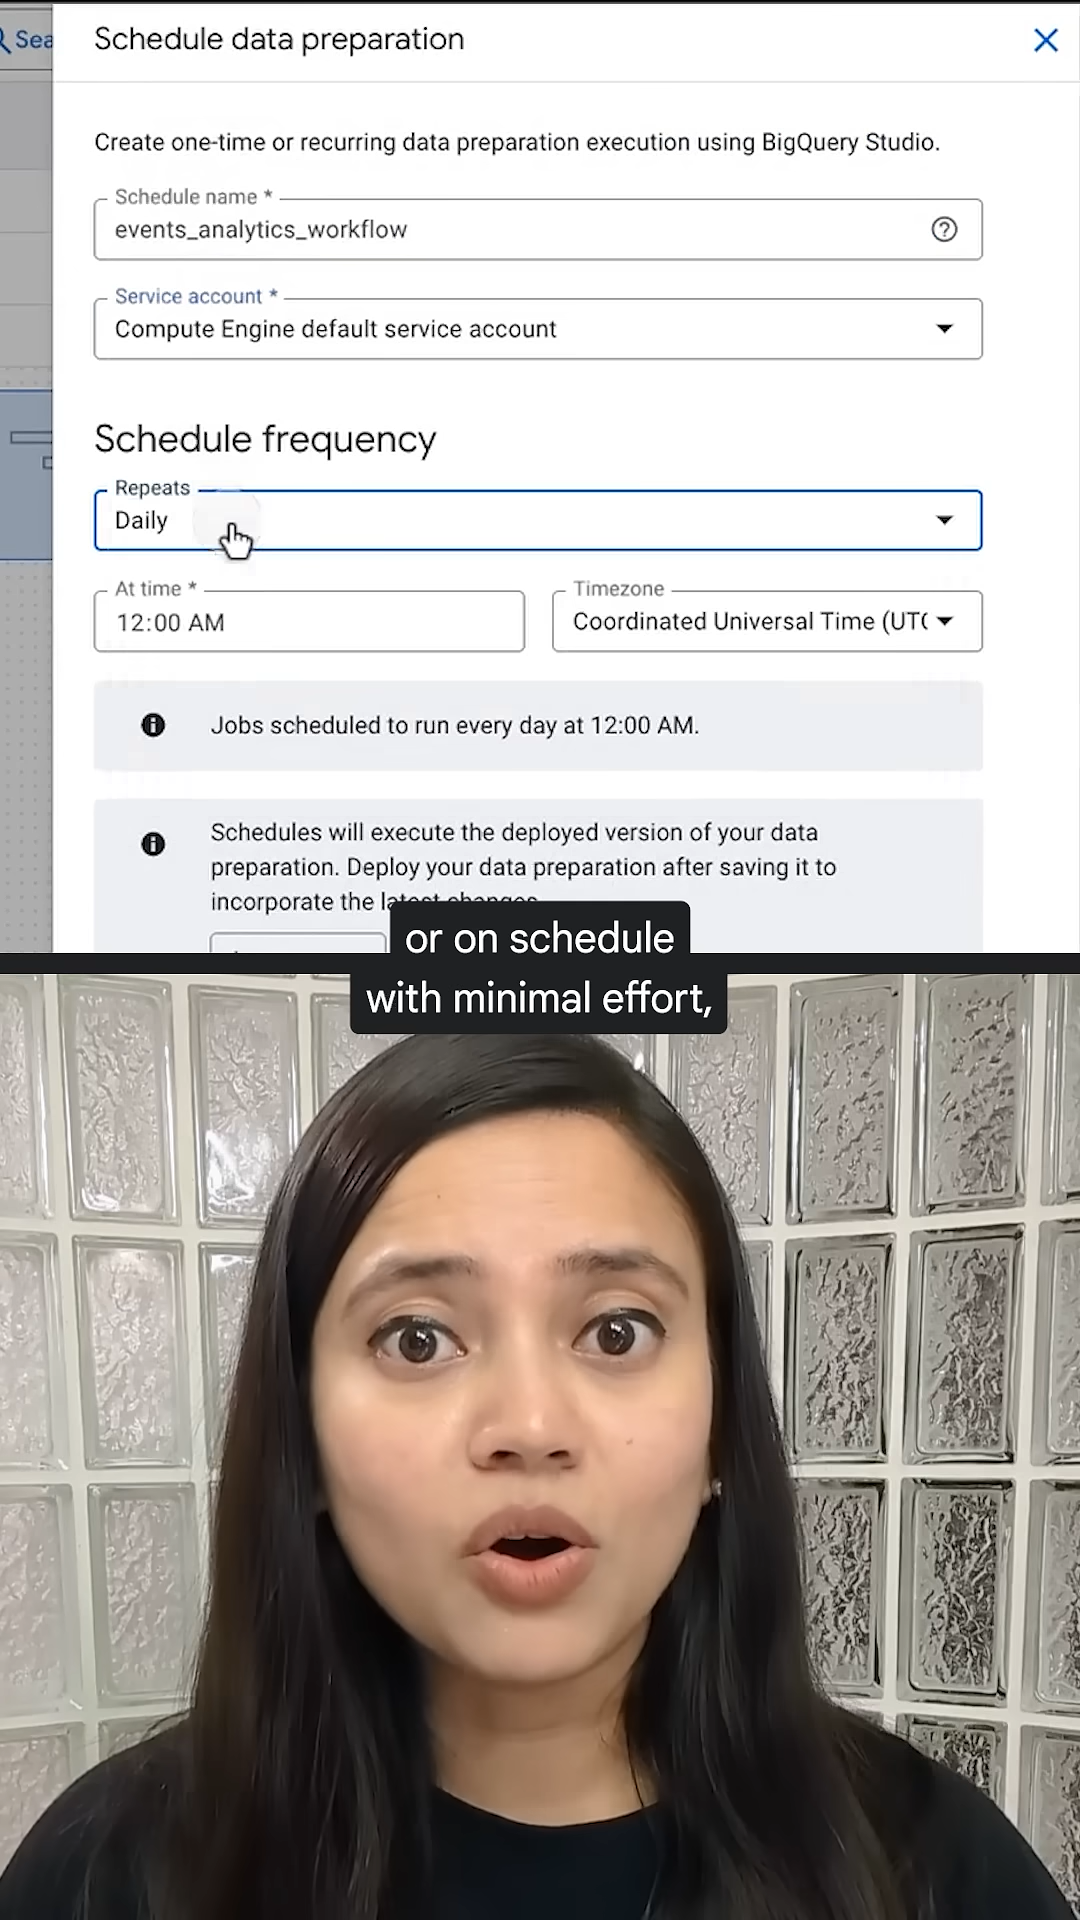 Sea
Schedule data preparation
Create one-time or recurring data preparation execution using BigQuery Studio.
Schedule name *
events_analytics_workflow
Service account *
Compute Engine default service account
Schedule frequency
Repeats
Daily
At time *
12:00 AM
Timezone
Coordinated Universal Time (UTC
Jobs scheduled to run every day at 12:00 AM.
Schedules will execute the deployed version of your data
preparation. Deploy your data preparation after saving it to
incorporate the latest changes.
or on schedule
with minimal effort,